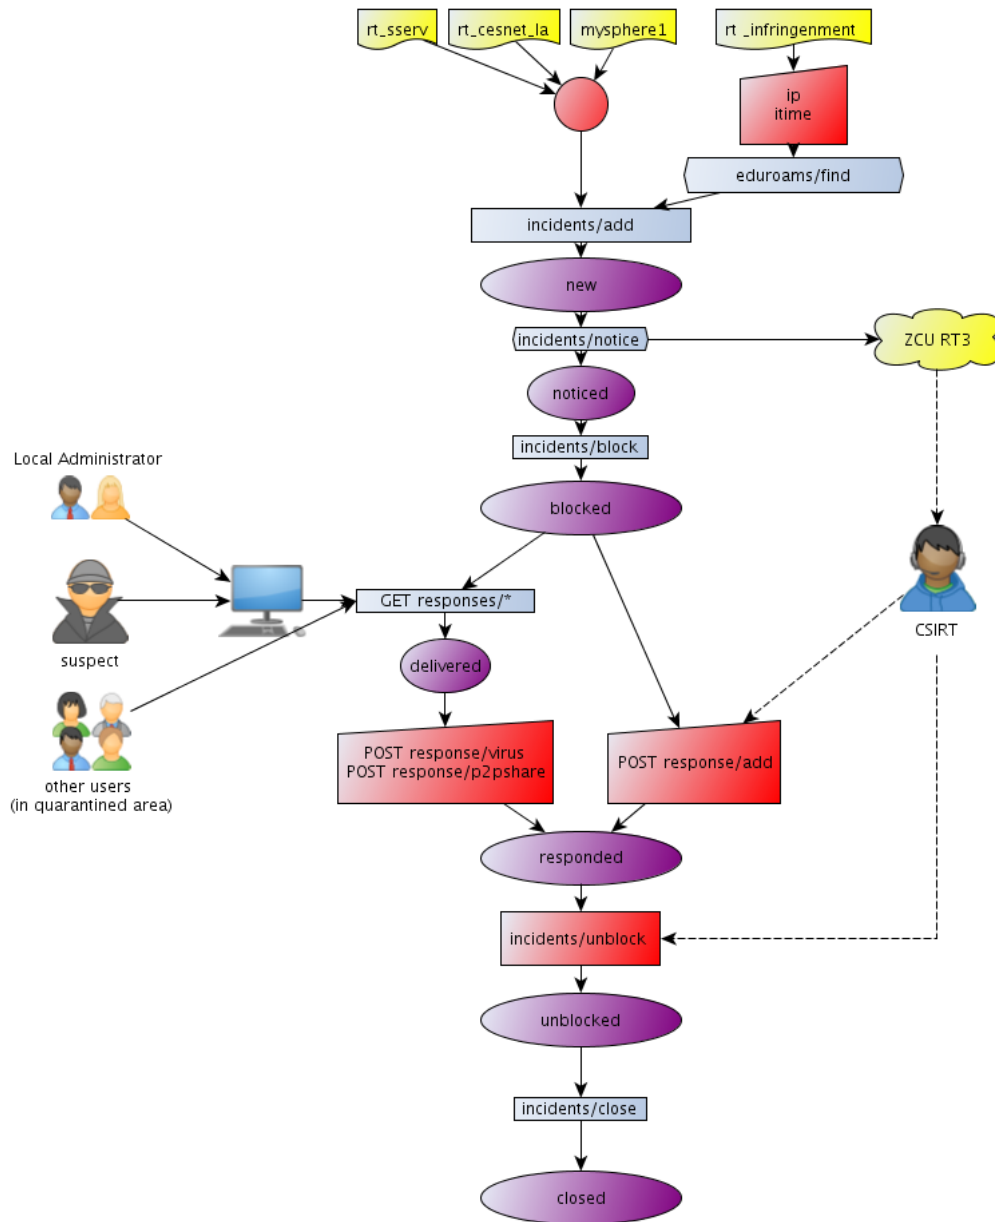 rt_sserv
rt_cesnet_la
mysphere1
rt _infringenment
ip
itime
eduroams/find
incidents/add
new
incidents/notice
ZCU RT3
noticed
incidents/block
Local Administrator
blocked
GET responses/*
CSIRT
suspect
delivered
POST response/virus
POST response/p2pshare
POST response/add
other users
(in quarantined area)
responded
incidents/unblock
unblocked
incidents/close
closed